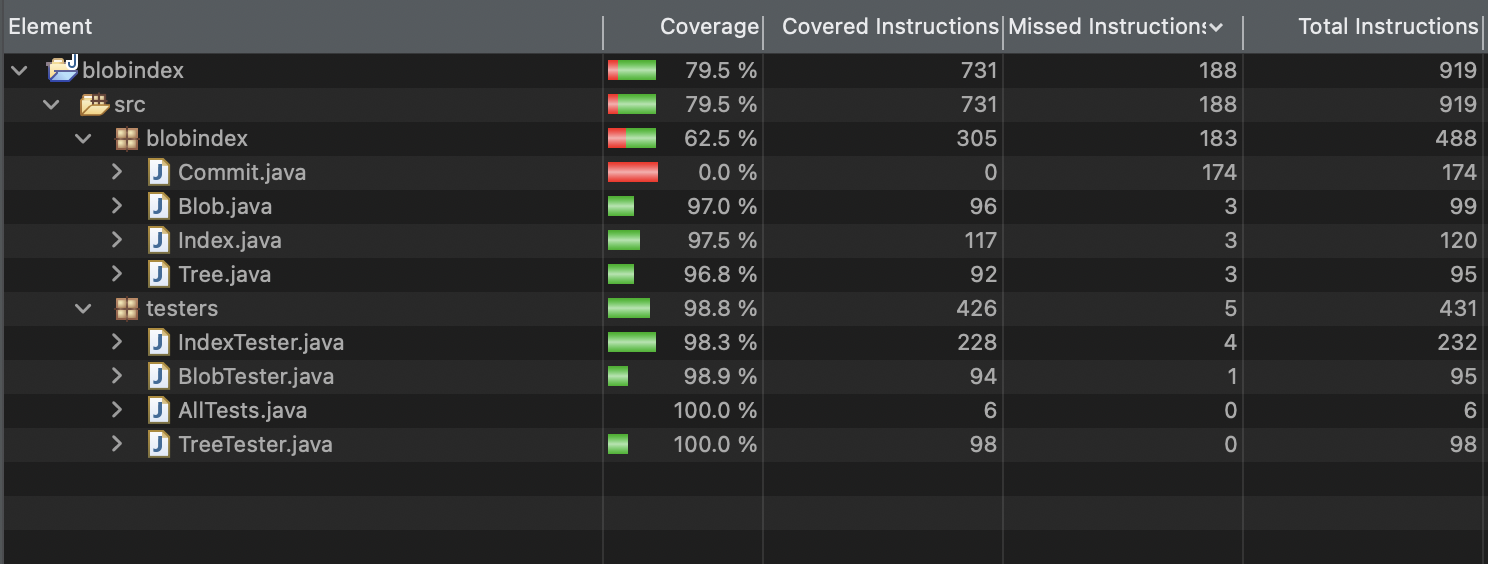 Element Coverage Covered Instructions Missed Instructions Total Instructions
blobindex 79.5 % 731 188 919
src 79.5 % 731 188 919
blobindex 62.5 % 305 183 488
Commit.java 0.0 % 0 174 174
Blob.java 97.0 % 96 3 99
Index.java 97.5 % 117 3 120
Tree.java 96.8 % 92 3 95
testers 98.8 % 426 5 431
IndexTester.java 98.3 % 228 4 232
BlobTester.java 98.9 % 94 1 95
AllTests.java 100.0 % 6 0 6
TreeTester.java 100.0 % 98 0 98